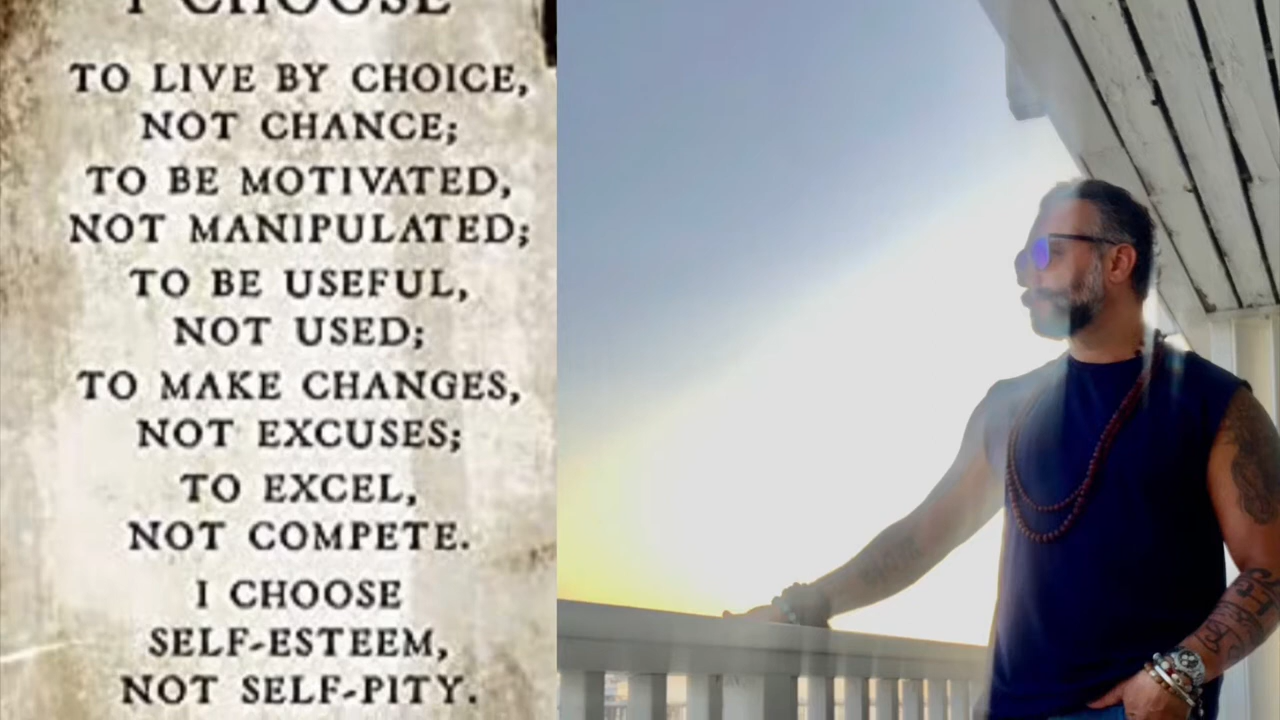 I CHOOSE
TO LIVE BY CHOICE,
NOT CHANCE;
TO BE MOTIVATED,
NOT MANIPULATED;
TO BE USEFUL,
NOT USED;
TO MAKE CHANGES,
NOT EXCUSES;
TO EXCEL,
NOT COMPETE.
I CHOOSE
SELF-ESTEEM,
NOT SELF-PITY.